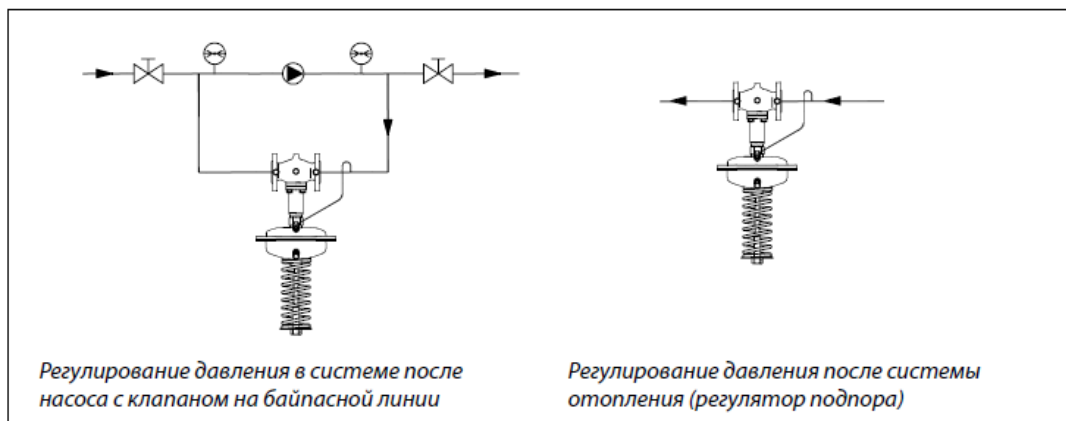 Регулирование давления в системе после
насоса с клапаном на байпасной линии
Регулирование давления после системы
отопления (регулятор подпора)